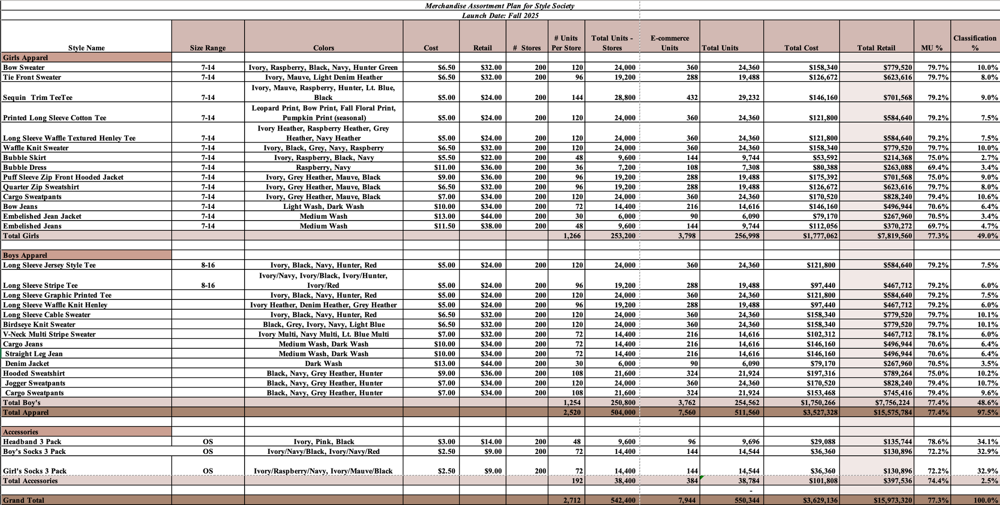 Merchandise Assortment Plan for Style Society
Launch Date: Fall 2025
Style Name Size Range Colors Cost Retail # Stores # Units Per Store Total Units - Stores E-commerce Units Total Units Total Cost Total Retail MU % Classification %
Girls Apparel
Bow Sweater 7-14 Ivory, Raspberry, Black, Navy, Hunter Green $6.50 $32.00 200 120 24,000 360 24,360 $158,340 $779,520 79.7% 10.0%
Tie Front Sweater 7-14 Ivory, Mauve, Light Denim Heather $6.50 $32.00 200 96 19,200 288 19,488 $126,672 $623,616 79.7% 8.0%
Sequin  Trim TeeTee 7-14 Ivory, Mauve, Raspberry, Hunter, Lt. Blue, Black $5.00 $24.00 200 144 28,800 432 29,232 $146,160 $701,568 79.2% 9.0%
Printed Long Sleeve Cotton Tee 7-14 Leopard Print, Bow Print, Fall Floral Print, Pumpkin Print (seasonal) $5.00 $24.00 200 120 24,000 360 24,360 $121,800 $584,640 79.2% 7.5%
Long Sleeve Waffle Textured Henley Tee 7-14 Ivory Heather, Raspberry Heather, Grey Heather, Navy Heather $5.00 $24.00 200 120 24,000 360 24,360 $121,800 $584,640 79.2% 7.5%
Waffle Knit Sweater 7-14 Ivory, Black, Grey, Navy, Raspberry $6.50 $32.00 200 120 24,000 360 24,360 $158,340 $779,520 79.7% 10.0%
Bubble Skirt 7-14 Ivory, Raspberry, Black, Navy $5.50 $22.00 200 48 9,600 144 9,744 $53,592 $214,368 75.0% 2.7%
Bubble Dress 7-14 Raspberry, Navy $11.00 $36.00 200 36 7,200 108 7,308 $80,388 $263,088 69.4% 3.4%
Puff Sleeve Zip Front Hooded Jacket 7-14 Ivory, Grey Heather, Mauve, Black $9.00 $36.00 200 96 19,200 288 19,488 $175,392 $701,568 75.0% 9.0%
Quarter Zip Sweatshirt 7-14 Ivory, Grey Heather, Mauve, Black $6.50 $32.00 200 96 19,200 288 19,488 $126,672 $623,616 79.7% 8.0%
Cargo Sweatpants 7-14 Ivory, Grey Heather, Mauve, Black $7.00 $34.00 200 120 24,000 360 24,360 $170,520 $828,240 79.4% 10.6%
Bow Jeans 7-14 Light Wash, Dark Wash $10.00 $34.00 200 72 14,400 216 14,616 $146,160 $496,944 70.6% 6.4%
Embelished Jean Jacket 7-14 Medium Wash $13.00 $44.00 200 30 6,000 90 6,090 $79,170 $267,960 70.5% 3.4%
Embelished Jeans 7-14 Medium Wash $11.50 $38.00 200 48 9,600 144 9,744 $112,056 $370,272 69.7% 4.7%
Total Girls 1,266 253,200 3,798 256,998 $1,777,062 $7,819,560 77.3% 49.0%
Boys Apparel
Long Sleeve Jersey Style Tee 8-16 Ivory, Black, Navy, Hunter, Red $5.00 $24.00 200 120 24,000 360 24,360 $121,800 $584,640 79.2% 7.5%
Long Sleeve Stripe Tee 8-16 Ivory/Navy, Ivory/Black, Ivory/Hunter, Ivory/Red $5.00 $24.00 200 96 19,200 288 19,488 $97,440 $467,712 79.2% 6.0%
Long Sleeve Graphic Printed Tee Ivory, Black, Navy, Hunter, Red $5.00 $24.00 200 120 24,000 360 24,360 $121,800 $584,640 79.2% 7.5%
Long Sleeve Waffle Knit Henley Ivory Heather, Denim Heather, Grey Heather $5.00 $24.00 200 96 19,200 288 19,488 $97,440 $467,712 79.2% 6.0%
Long Sleeve Cable Sweater Ivory, Black, Navy, Hunter, Red $6.50 $32.00 200 120 24,000 360 24,360 $158,340 $779,520 79.7% 10.1%
Birdseye Knit Sweater Black, Grey, Ivory, Navy, Light Blue $6.50 $32.00 200 120 24,000 360 24,360 $158,340 $779,520 79.7% 10.1%
V-Neck Multi Stripe Sweater Ivory Multi, Navy Multi, Lt. Blue Multi $7.00 $32.00 200 72 14,400 216 14,616 $102,312 $467,712 78.1% 6.0%
Cargo Jeans Medium Wash, Dark Wash $10.00 $34.00 200 72 14,400 216 14,616 $146,160 $496,944 70.6% 6.4%
Straight Leg Jean Medium Wash, Dark Wash $10.00 $34.00 200 72 14,400 216 14,616 $146,160 $496,944 70.6% 6.4%
Denim Jacket Dark Wash $13.00 $44.00 200 30 6,000 90 6,090 $79,170 $267,960 70.5% 3.5%
Hooded Sweatshirt Black, Navy, Grey Heather, Hunter $9.00 $36.00 200 108 21,600 324 21,924 $197,316 $789,264 75.0% 10.2%
Jogger Sweatpants Black, Navy, Grey Heather, Hunter $7.00 $34.00 200 120 24,000 360 24,360 $170,520 $828,240 79.4% 10.7%
Cargo Sweatpants Black, Navy, Grey Heather, Hunter $7.00 $34.00 200 108 21,600 324 21,924 $153,468 $745,416 79.4% 9.6%
Total Boy's 1,254 250,800 3,762 254,562 $1,750,266 $7,756,224 77.4% 48.6%
Total Apparel 2,520 504,000 7,560 511,560 $3,527,328 $15,575,784 77.4% 97.5%
Accessories
Headband 3 Pack OS Ivory, Pink, Black $3.00 $14.00 200 48 9,600 96 9,696 $29,088 $135,744 78.6% 34.1%
Boy's Socks 3 Pack OS Ivory/Navy/Black, Ivory/Navy/Red $2.50 $9.00 200 72 14,400 144 14,544 $36,360 $130,896 72.2% 32.9%
Girl's Socks 3 Pack OS Ivory/Raspberry/Navy, Ivory/Mauve/Black $2.50 $9.00 200 72 14,400 144 14,544 $36,360 $130,896 72.2% 32.9%
Total Accessories 192 38,400 384 38,784 $101,808 $397,536 74.4% 2.5%
-
Grand Total 2,712 542,400 7,944 550,344 $3,629,136 $15,973,320 77.3% 100.0%